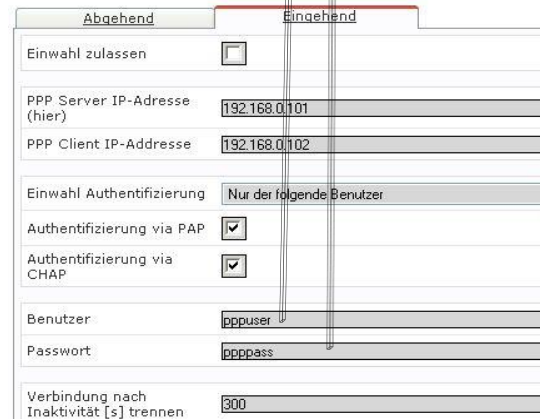 Abgehend Eingehend
Einwahl zulassen
PPP Server IP-Adresse
(hier)
192.168.0.101
PPP Client IP-Addresse 192.168.0.102
Einwahl Authentifizierung Nur der folgende Benutzer
Authentifizierung via PAP
Authentifizierung via
CHAP
Benutzer pppuser
Passwort ppppass
Verbindung nach
Inaktivität [s] trennen
300